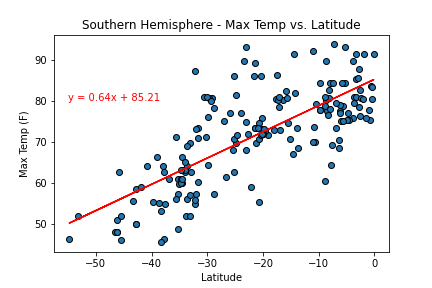 Southern Hemisphere - Max Temp vs. Latitude
Max Temp (F)
90
80
70
60
50
y = 0.64x + 85.21
−50
−40
−30
−20
−10
0
Latitude